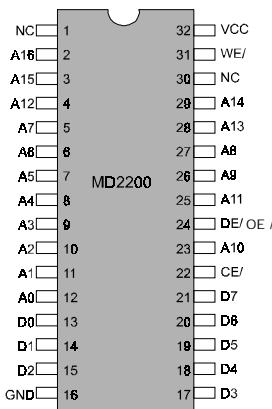 NC 1 32 VCC
A16 2 31 WE/
A15 3 30 NC
A12 4 29 A14
A7 5 28 A13
A6 6 27 A8
A5 7 26 A9
MD2200
A4 8 25 A11
A3 9 24 DE/ OE /
A2 10 23 A10
A1 11 22 CE/
A0 12 21 D7
D0 13 20 D6
D1 14 19 D5
D2 15 18 D4
GND 16 17 D3